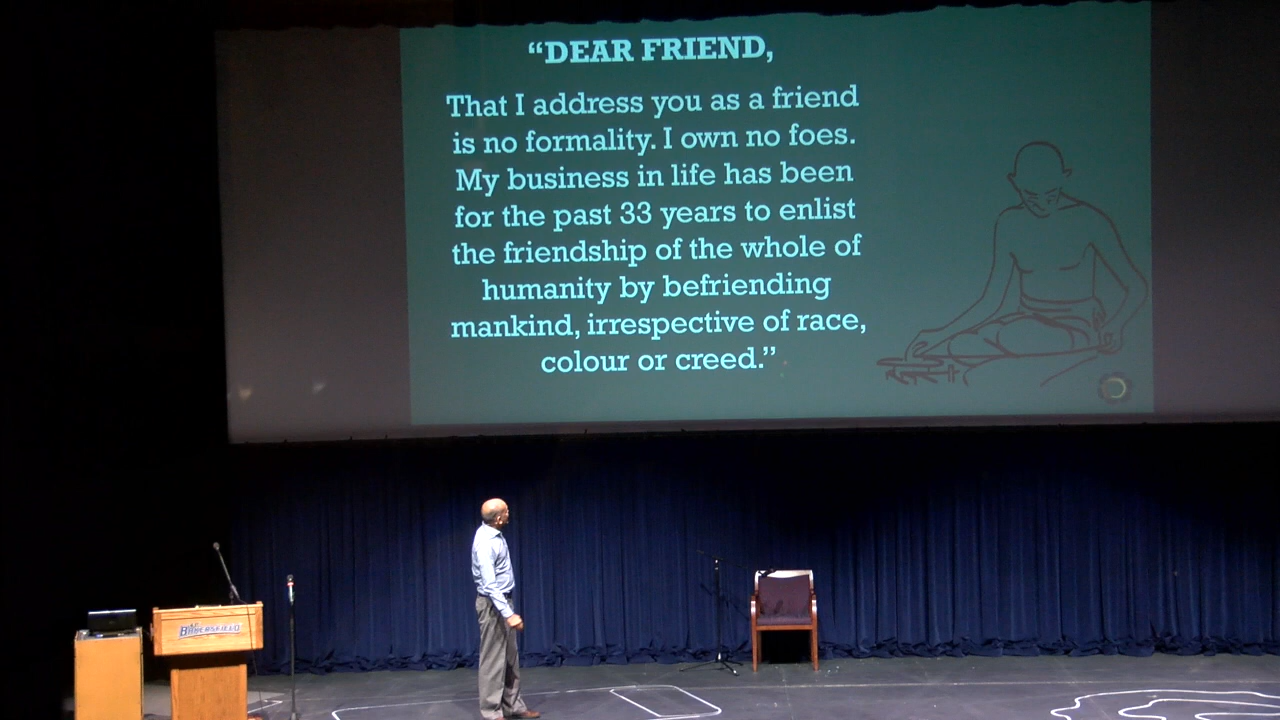 “DEAR FRIEND,
That I address you as a friend
is no formality. I own no foes.
My business in life has been
for the past 33 years to enlist
the friendship of the whole of
humanity by befriending
mankind, irrespective of race,
colour or creed.”
BAKERSFIELD